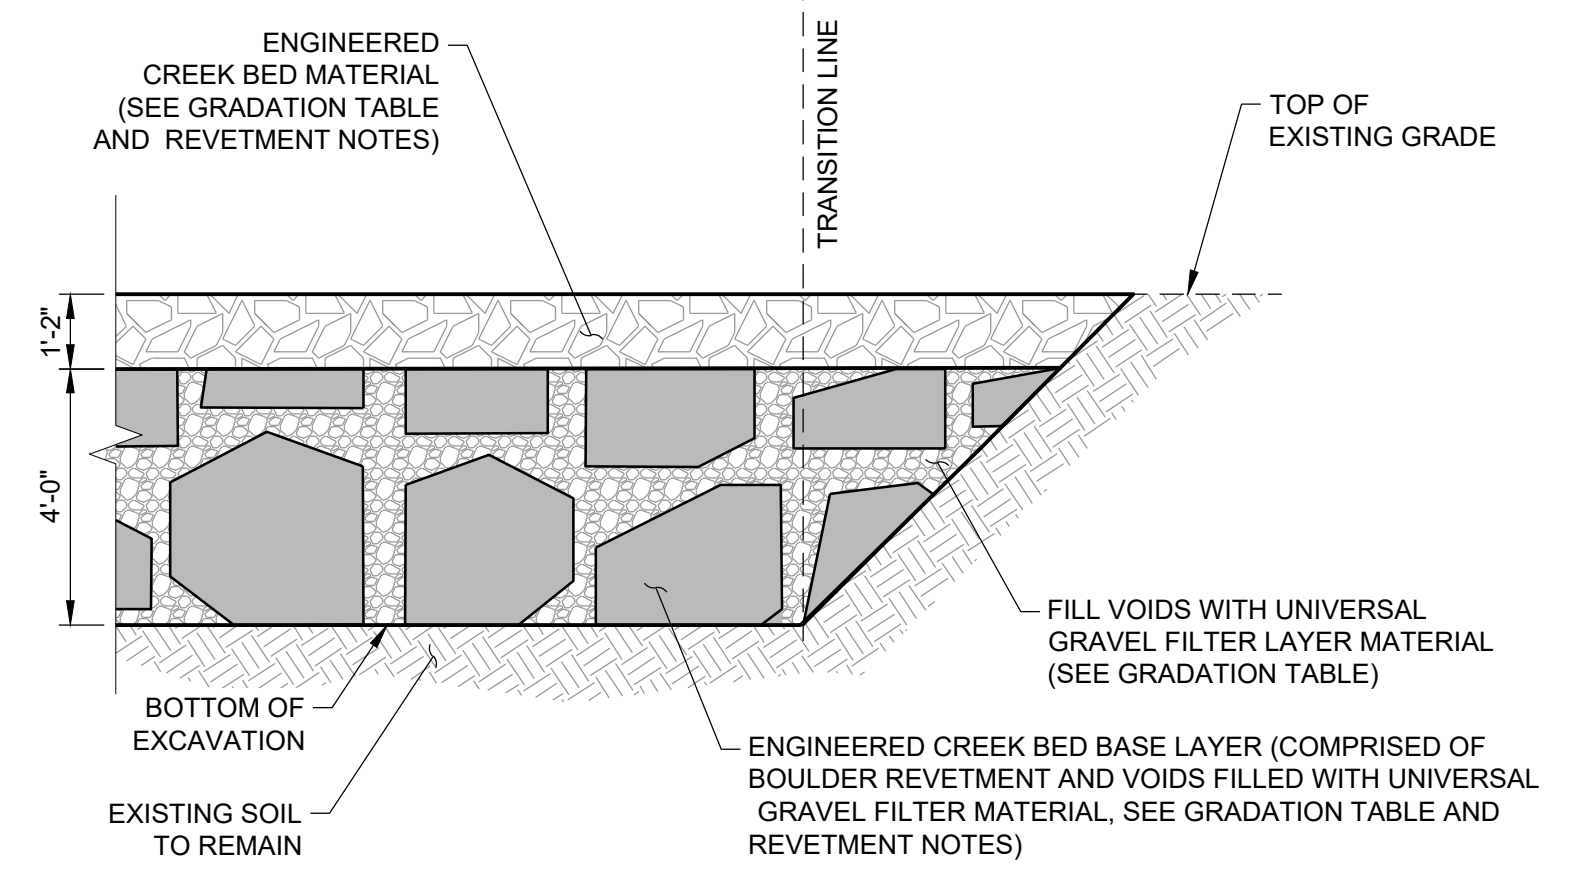 ENGINEERED
CREEK BED MATERIAL
(SEE GRADATION TABLE
AND REVETMENT NOTES)
TRANSITION LINE
TOP OF
EXISTING GRADE
1'-2"
4'-0"
FILL VOIDS WITH UNIVERSAL
GRAVEL FILTER LAYER MATERIAL
(SEE GRADATION TABLE)
BOTTOM OF
EXCAVATION
ENGINEERED CREEK BED BASE LAYER (COMPRISED OF
BOULDER REVETMENT AND VOIDS FILLED WITH UNIVERSAL
GRAVEL FILTER MATERIAL, SEE GRADATION TABLE AND
REVETMENT NOTES)
EXISTING SOIL
TO REMAIN